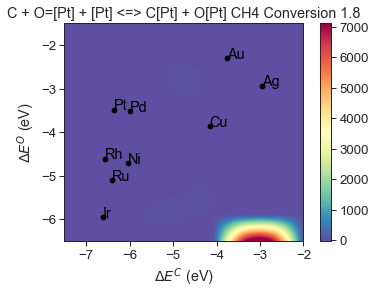 C + O=[Pt] + [Pt] <=> C[Pt] + O[Pt] CH4 Conversion 1.8
−2
−3
−4
−5
−6
ΔE^O (eV)
Au
Ag
Pt
Pd
Cu
Rh
Ni
Ru
Ir
−7
−6
−5
−4
−3
−2
ΔE^C (eV)
7000
6000
5000
4000
3000
2000
1000
0